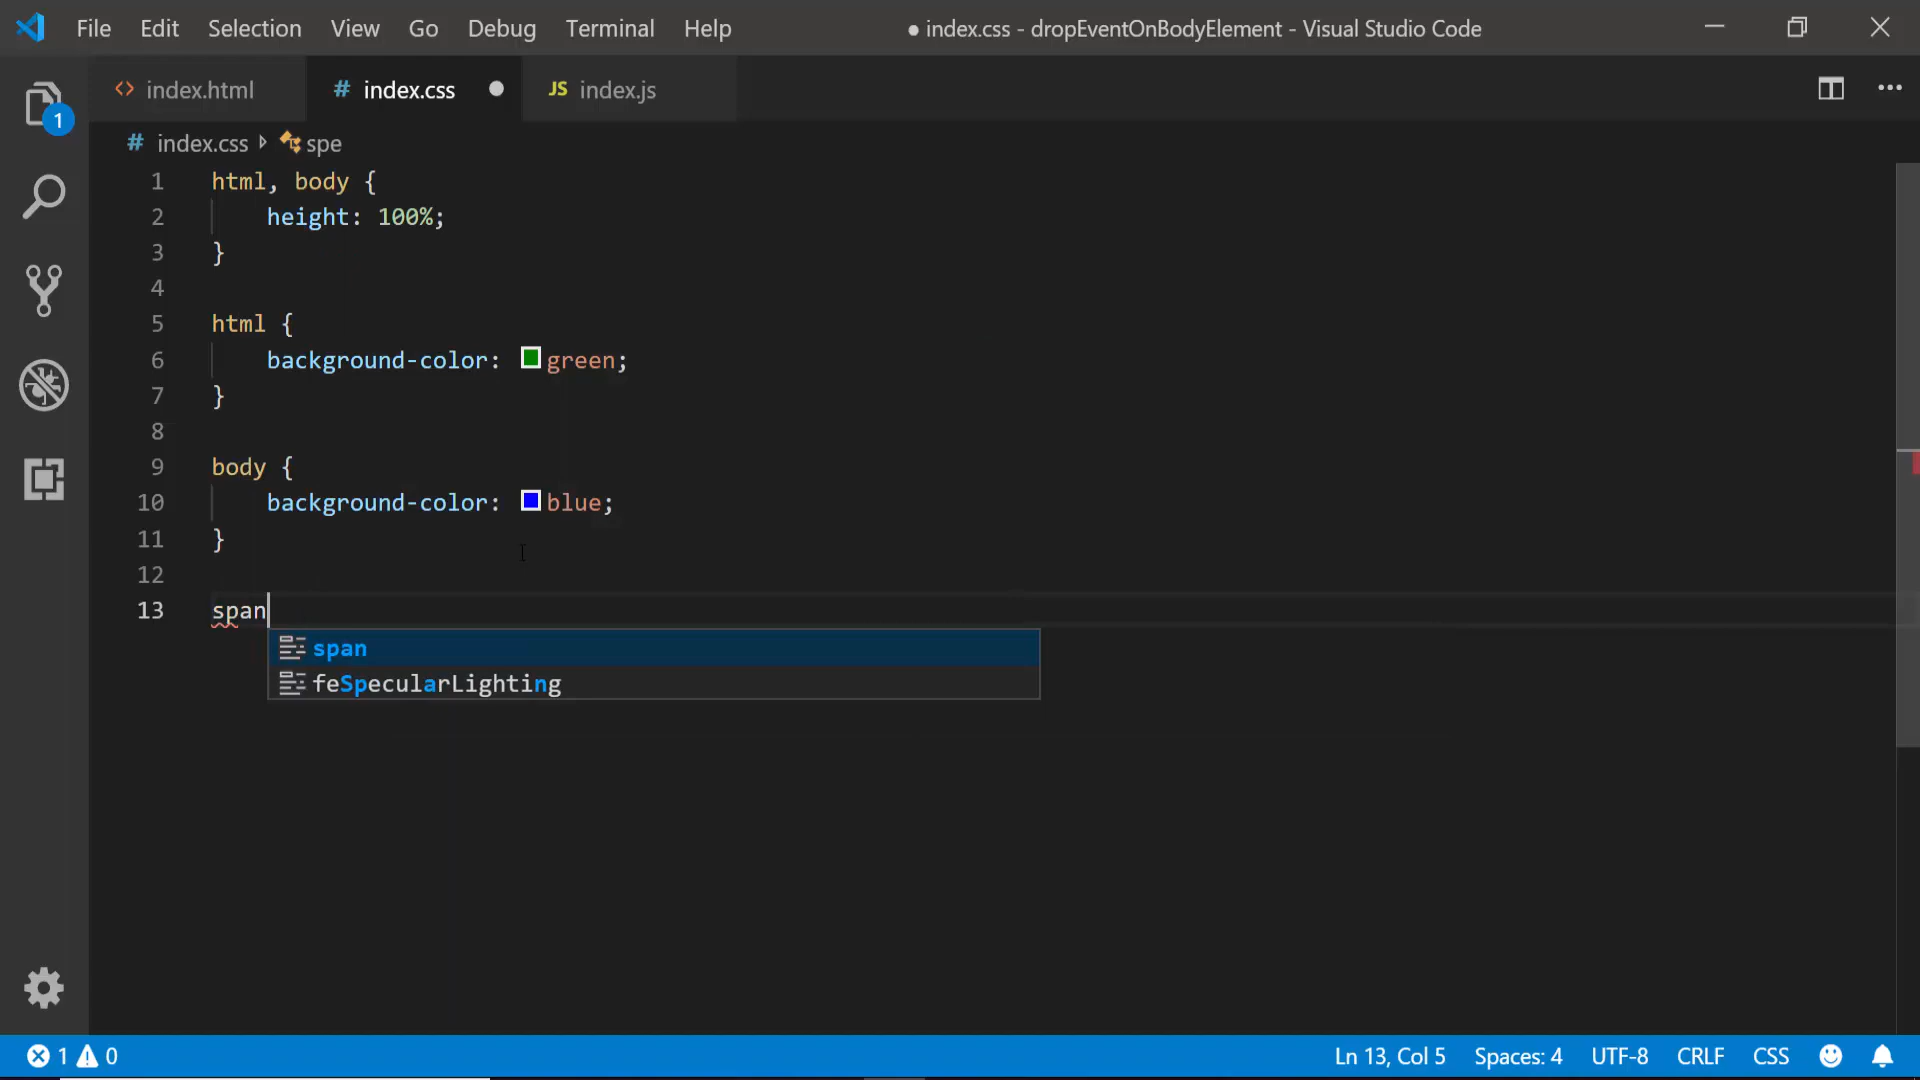 File Edit Selection View Go Debug Terminal Help ● index.css - dropEventOnBodyElement - Visual Studio Code
<> index.html # index.css ● JS index.js
1
# index.css spe
1 html, body {
2 height: 100%;
3 }
4
5 html {
6 background-color: green;
7 }
8
9 body {
10 background-color: blue;
11 }
12
13 span
span
feSpecularLighting
1 0 Ln 13, Col 5 Spaces: 4 UTF-8 CRLF CSS